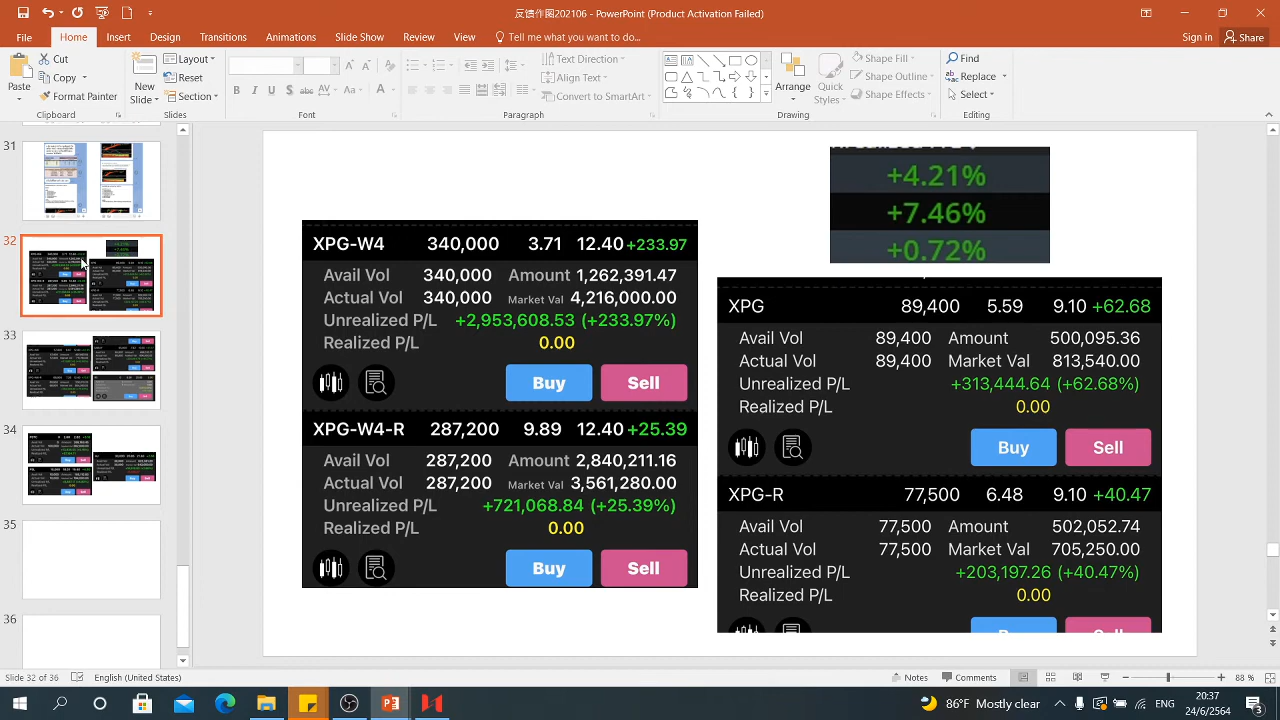 反转截图202106 - PowerPoint (Product Activation Failed)
File Home Insert Design Transitions Animations Slide Show Review View Tell me what you want to do... Sign in Share
Paste
Cut
Copy
Format Painter
Clipboard
New
Slide
Layout
Reset
Section
Slides
Font
Text Direction
Align Text
Convert to SmartArt
Paragraph
Arrange
Quick
Styles
Shape Fill
Shape Outline
Shape Effects
Drawing
Find
Replace
Select
Editing
31
32
33
34
35
36
+4.21%
+7.46%
+0.72%
XPG-W4 340,000 3.71 12.40 +233.97
Avail Vol 340,000 Amount 1,262,391.47
Actual Vol 340,000 4,216,000.00
Unrealized P/L +2,953,608.53 (+233.97%)
Realized P/L 0.00
Buy Sell
XPG-W4-R 287,200 9.89 12.40 +25.39
Avail Vol 287,200 2,840,211.16
Actual Vol 287,200 Market Val 3,561,280.00
Unrealized P/L +721,068.84 (+25.39%)
Realized P/L 0.00
Buy Sell
XPG 89,400 5.59 9.10 +62.68
Avail Vol 89,400 Amount 500,095.36
Actual Vol 89,400 Market Val 813,540.00
Unrealized P/L +313,444.64 (+62.68%)
Realized P/L 0.00
Buy Sell
XPG-R 77,500 6.48 9.10 +40.47
Avail Vol 77,500 Amount 502,052.74
Actual Vol 77,500 Market Val 705,250.00
Unrealized P/L +203,197.26 (+40.47%)
Realized P/L 0.00
Slide 32 of 36 English (United States) Notes Comments 88 %
86°F Mostly clear ENG 20:37
24/6/2564